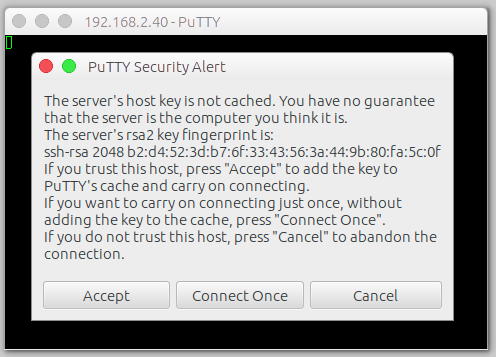 192.168.2.40 - PuTTY
PuTTY Security Alert
The server's host key is not cached. You have no guarantee
that the server is the computer you think it is.
The server's rsa2 key fingerprint is:
ssh-rsa 2048 b2:d4:52:3d:b7:6f:33:43:56:3a:44:9b:80:fa:5c:0f
If you trust this host, press "Accept" to add the key to
PuTTY's cache and carry on connecting.
If you want to carry on connecting just once, without
adding the key to the cache, press "Connect Once".
If you do not trust this host, press "Cancel" to abandon the
connection.
Accept Connect Once Cancel